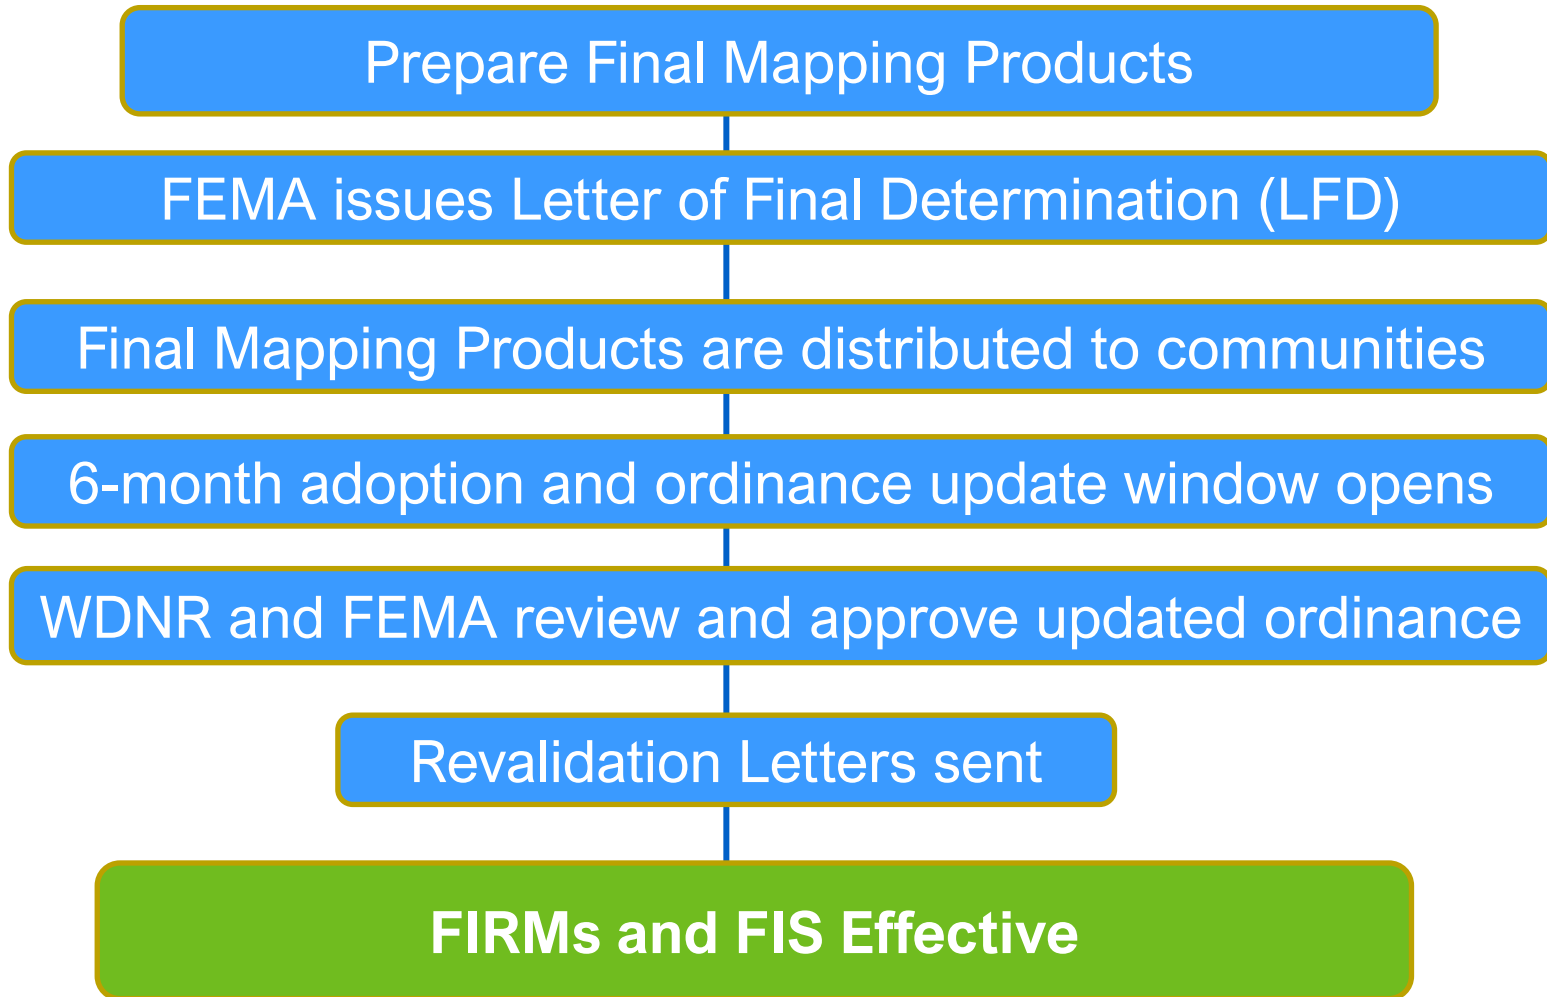 Prepare Final Mapping Products
FEMA issues Letter of Final Determination (LFD)
Final Mapping Products are distributed to communities
6-month adoption and ordinance update window opens
WDNR and FEMA review and approve updated ordinance
Revalidation Letters sent
FIRMs and FIS Effective